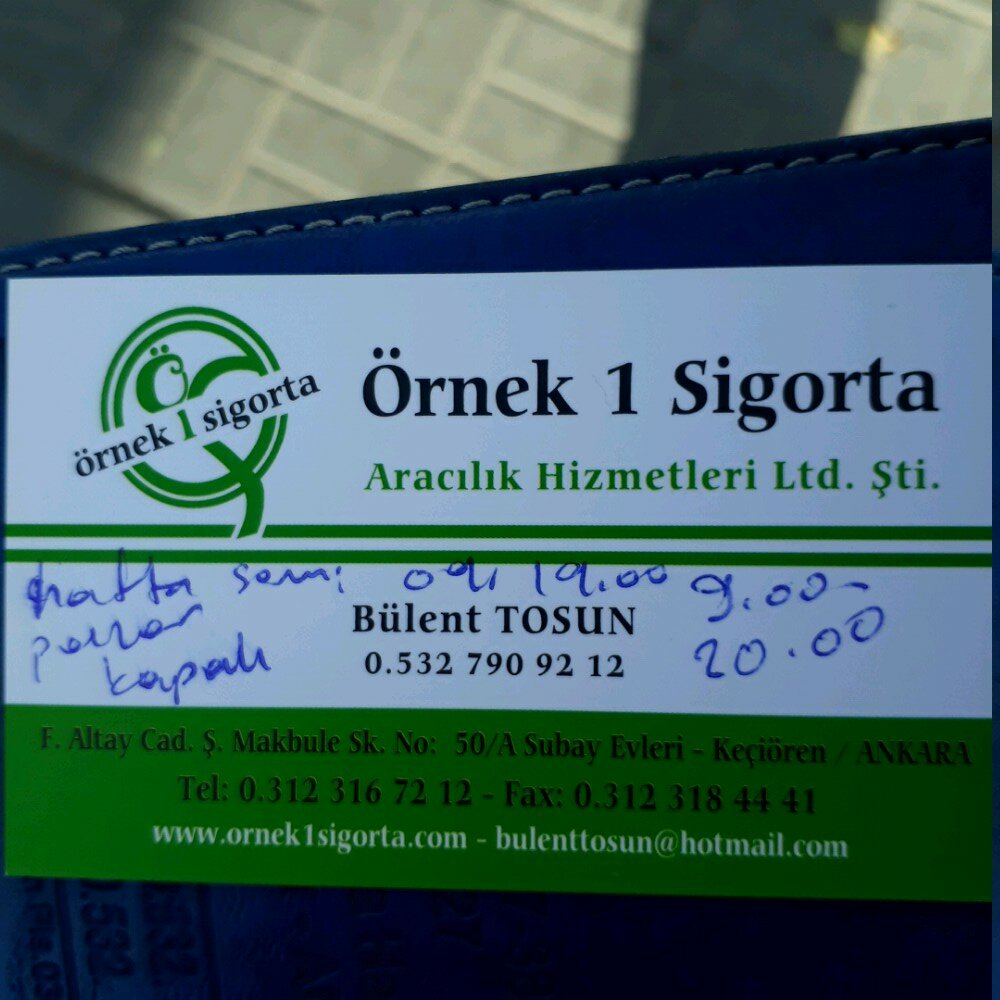 Ö
örnek 1 sigorta
Örnek 1 Sigorta
Aracılık Hizmetleri Ltd. Şti.
hafta sonu 19.00 9.00-
20.00
pazar
kapalı
Bülent TOSUN
0.532 790 92 12
F. Altay Cad. Ş. Makbule Sk. No: 50/A Subay Evleri - Keçiören / ANKARA
Tel: 0.312 316 72 12 - Fax: 0.312 318 44 41
www.ornek1sigorta.com - bulenttosun@hotmail.com